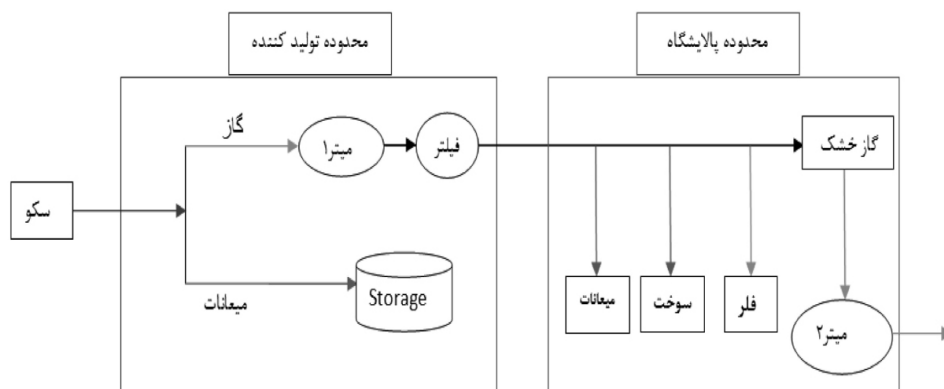 محدوده تولید کننده
محدوده پالایشگاه
گاز
میتر۱
فیلتر
گاز خشک
سکو
میعانات
Storage
میعانات
سوخت
فلر
میتر۲